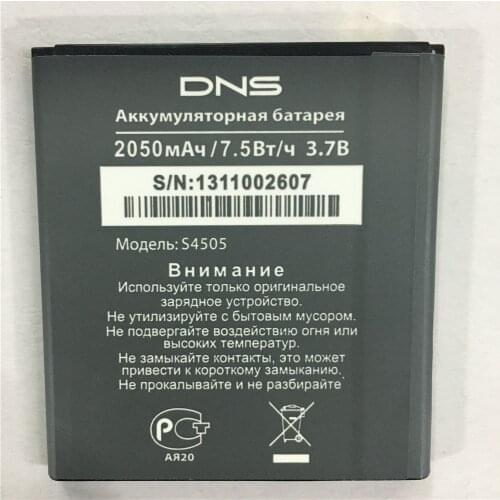 DNS
Аккумуляторная батарея
2050мАч/7.5Вт/ч 3.7В
S/N:1311002607
Модель: S4505
Внимание
Используйте только оригинальное
зарядное устройство.
Не утилизируйте с бытовым мусором.
Не подвергайте воздействию огня или
высоких температур.
Не замыкайте контакты, это может
привести к короткому замыканию.
Не прокалывайте и не разбирайте!
РСТ
АЯ20